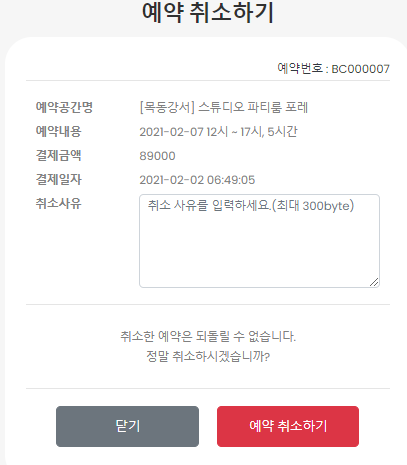 예약 취소하기
예약번호 : BC000007
예약공간명 [목동강서] 스튜디오 파티룸 포레
예약내용 2021-02-07 12시 ~ 17시, 5시간
결제금액 89000
결제일자 2021-02-02 06:49:05
취소사유 취소 사유를 입력하세요.(최대 300byte)
취소한 예약은 되돌릴 수 없습니다.
정말 취소하시겠습니까?
닫기 예약 취소하기